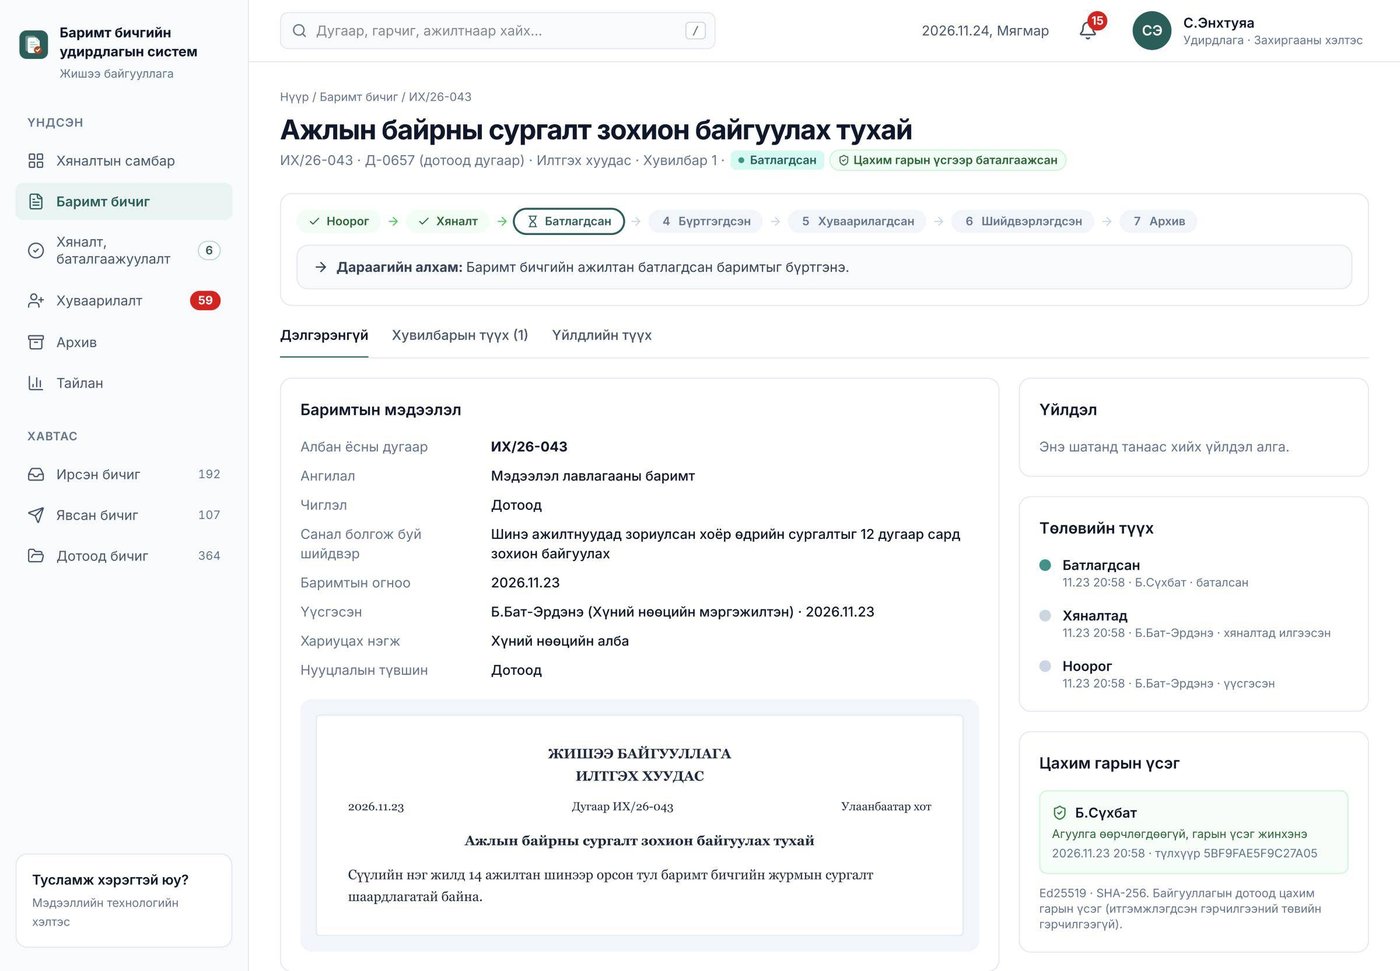 Баримт бичгийн
удирдлагын систем
Жишээ байгууллага
Дугаар, гарчиг, ажилтнаар хайх...
/
2026.11.24, Мягмар
15
СЭ
С.Энхтуяа
Удирдлага · Захиргааны хэлтэс
ҮНДСЭН
Хяналтын самбар
Баримт бичиг
Хяналт,
баталгаажуулалт
6
Хуваарилалт
59
Архив
Тайлан
ХАВТАС
Ирсэн бичиг
192
Явсан бичиг
107
Дотоод бичиг
364
Тусламж хэрэгтэй юу?
Мэдээллийн технологийн
хэлтэс
Нүүр / Баримт бичиг / ИХ/26-043
Ажлын байрны сургалт зохион байгуулах тухай
ИХ/26-043 · Д-0657 (дотоод дугаар) · Илтгэх хуудас · Хувилбар 1 · Батлагдсан Цахим гарын үсгээр баталгаажсан
Ноорог → Хяналт → Батлагдсан → 4 Бүртгэгдсэн → 5 Хуваарилагдсан → 6 Шийдвэрлэгдсэн → 7 Архив
→ Дараагийн алхам: Баримт бичгийн ажилтан батлагдсан баримтыг бүртгэнэ.
Дэлгэрэнгүй Хувилбарын түүх (1) Үйлдлийн түүх
Баримтын мэдээлэл
Албан ёсны дугаар ИХ/26-043
Ангилал Мэдээлэл лавлагааны баримт
Чиглэл Дотоод
Санал болгож буй
шийдвэр
Шинэ ажилтнуудад зориулсан хоёр өдрийн сургалтыг 12 дугаар сард
зохион байгуулах
Баримтын огноо 2026.11.23
Үүсгэсэн Б.Бат-Эрдэнэ (Хүний нөөцийн мэргэжилтэн) · 2026.11.23
Хариуцах нэгж Хүний нөөцийн алба
Нууцлалын түвшин Дотоод
ЖИШЭЭ БАЙГУУЛЛАГА
ИЛТГЭХ ХУУДАС
2026.11.23 Дугаар ИХ/26-043 Улаанбаатар хот
Ажлын байрны сургалт зохион байгуулах тухай
Сүүлийн нэг жилд 14 ажилтан шинээр орсон тул баримт бичгийн журмын сургалт
шаардлагатай байна.
Үйлдэл
Энэ шатанд танаас хийх үйлдэл алга.
Төлөвийн түүх
Батлагдсан
11.23 20:58 · Б.Сүхбат · баталсан
Хяналтад
11.23 20:58 · Б.Бат-Эрдэнэ · хяналтад илгээсэн
Ноорог
11.23 20:58 · Б.Бат-Эрдэнэ · үүсгэсэн
Цахим гарын үсэг
Б.Сүхбат
Агуулга өөрчлөгдөөгүй, гарын үсэг жинхэнэ
2026.11.23 20:58 · түлхүүр 5BF9FAE5F9C27A05
Ed25519 · SHA-256. Байгууллагын дотоод цахим
гарын үсэг (итгэмжлэгдсэн гэрчилгээний төвийн
гэрчилгээгүй).